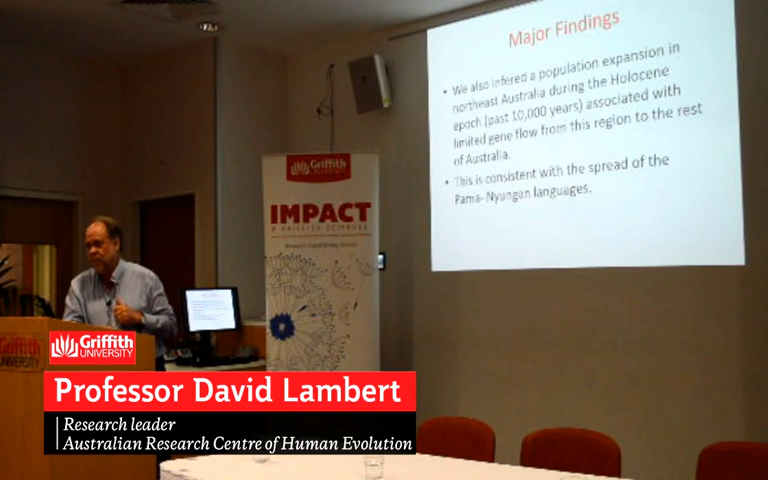 Major Findings
• We also infered a population expansion in
northeast Australia during the Holocene
epoch (past 10,000 years) associated with
limited gene flow from this region to the rest
of Australia.
• This is consistent with the spread of the
Pama–Nyungan languages.
Griffith
UNIVERSITY
IMPACT
@ GRIFFITH SCIENCES
Griffith
UNIVERSITY
Griffith
UNIVERSITY
Professor David Lambert
Research leader
Australian Research Centre of Human Evolution